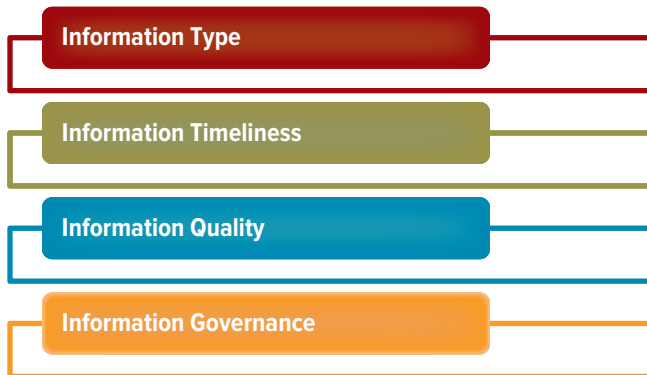 Information Type
Information Timeliness
Information Quality
Information Governance